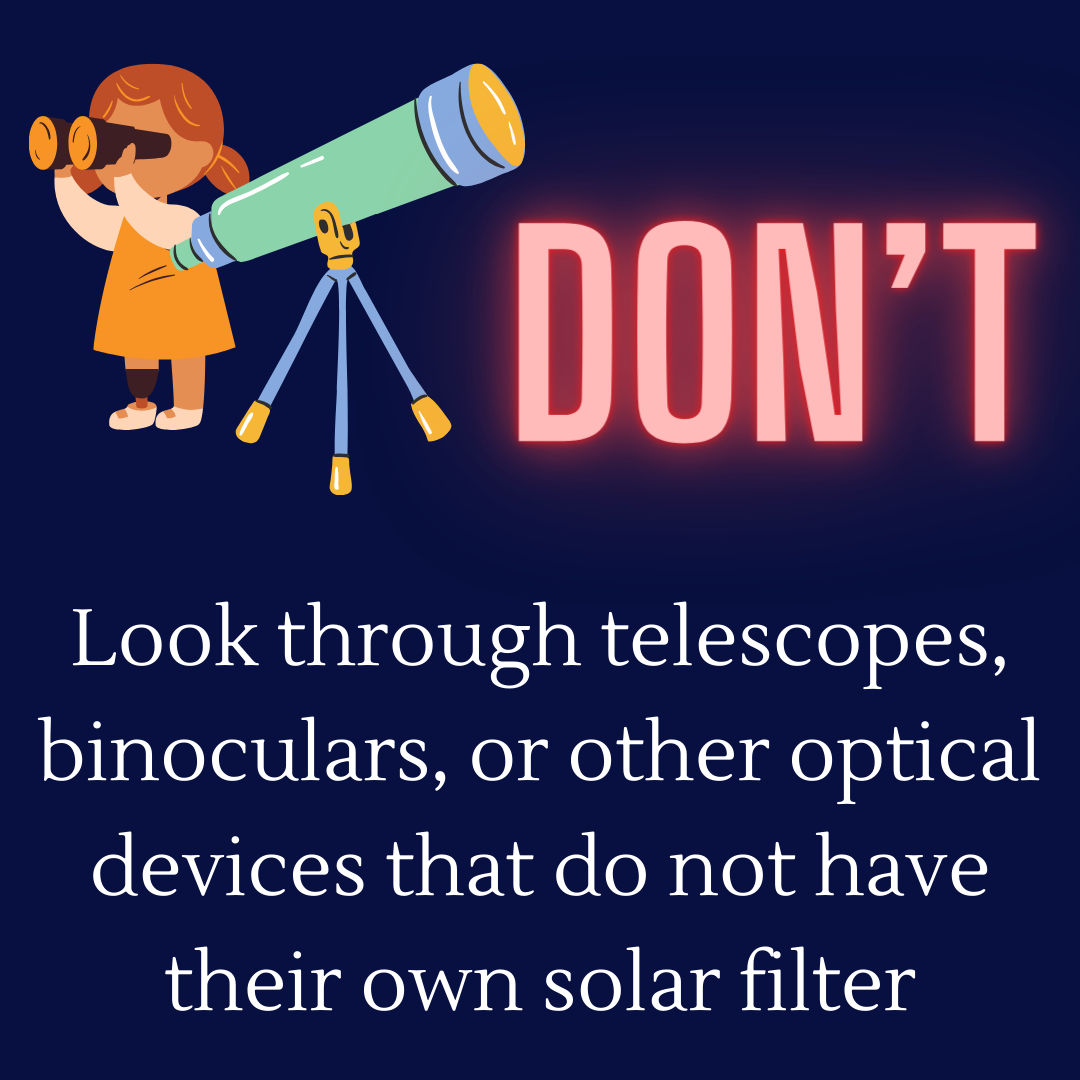 DON'T
Look through telescopes,
binoculars, or other optical
devices that do not have
their own solar filter